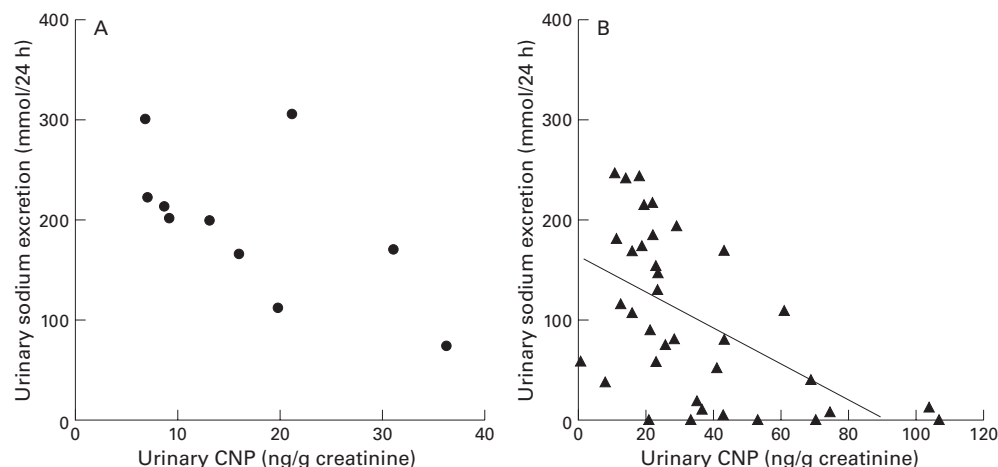 A
Urinary sodium excretion (mmol/24 h)
400
300
200
100
0
0 10 20 30 40
Urinary CNP (ng/g creatinine)
B
Urinary sodium excretion (mmol/24 h)
400
300
200
100
0
0 20 40 60 80 100 120
Urinary CNP (ng/g creatinine)